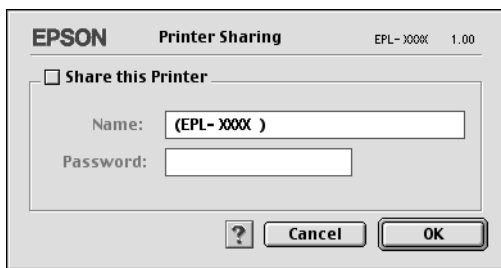 EPSON Printer Sharing EPL-XXXX 1.00
Share this Printer
Name: (EPL-XXXX )
Password:
? Cancel OK